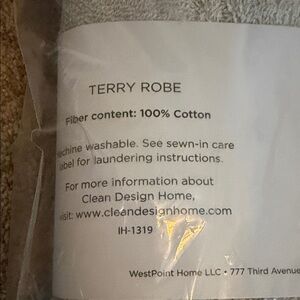 TERRY ROBE
Fiber content: 100% Cotton
Machine washable. See sewn-in care
label for laundering instructions.
For more information about
Clean Design Home,
visit: www.cleandesignhome.com
IH-1319
WestPoint Home LLC • 777 Third Avenue